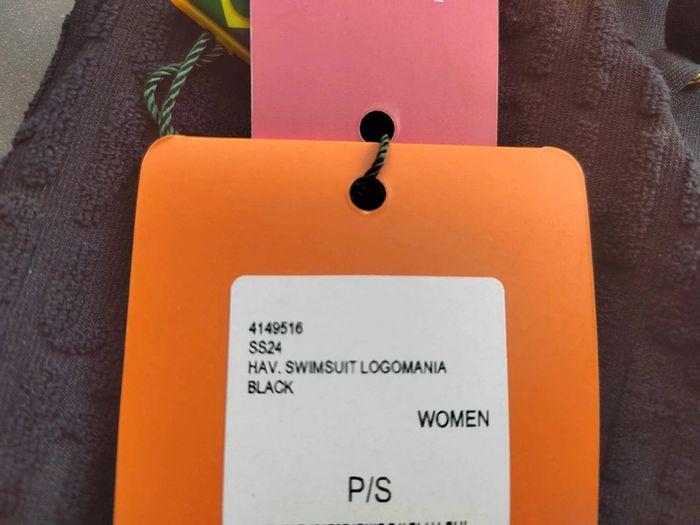 4149516
SS24
HAV. SWIMSUIT LOGOMANIA
BLACK
WOMEN
P/S